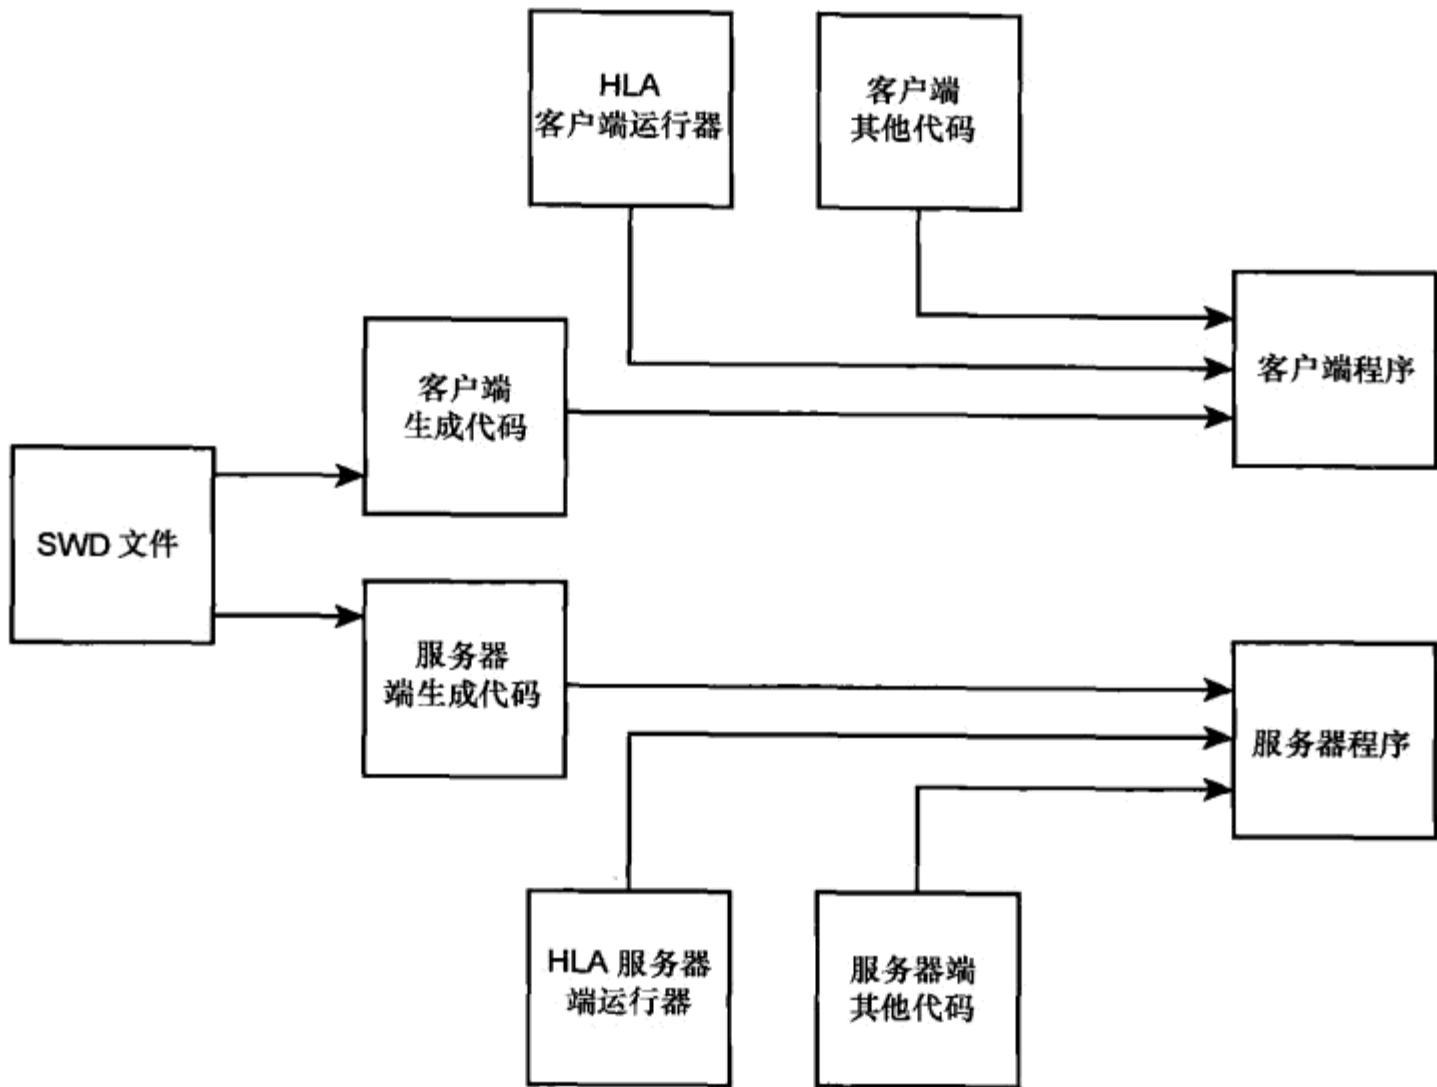 HLA
客户端运行器
客户端
其他代码
客户端程序
客户端
生成代码
SWD 文件
服务器
端生成代码
服务器程序
HLA 服务器
端运行器
服务器端
其他代码